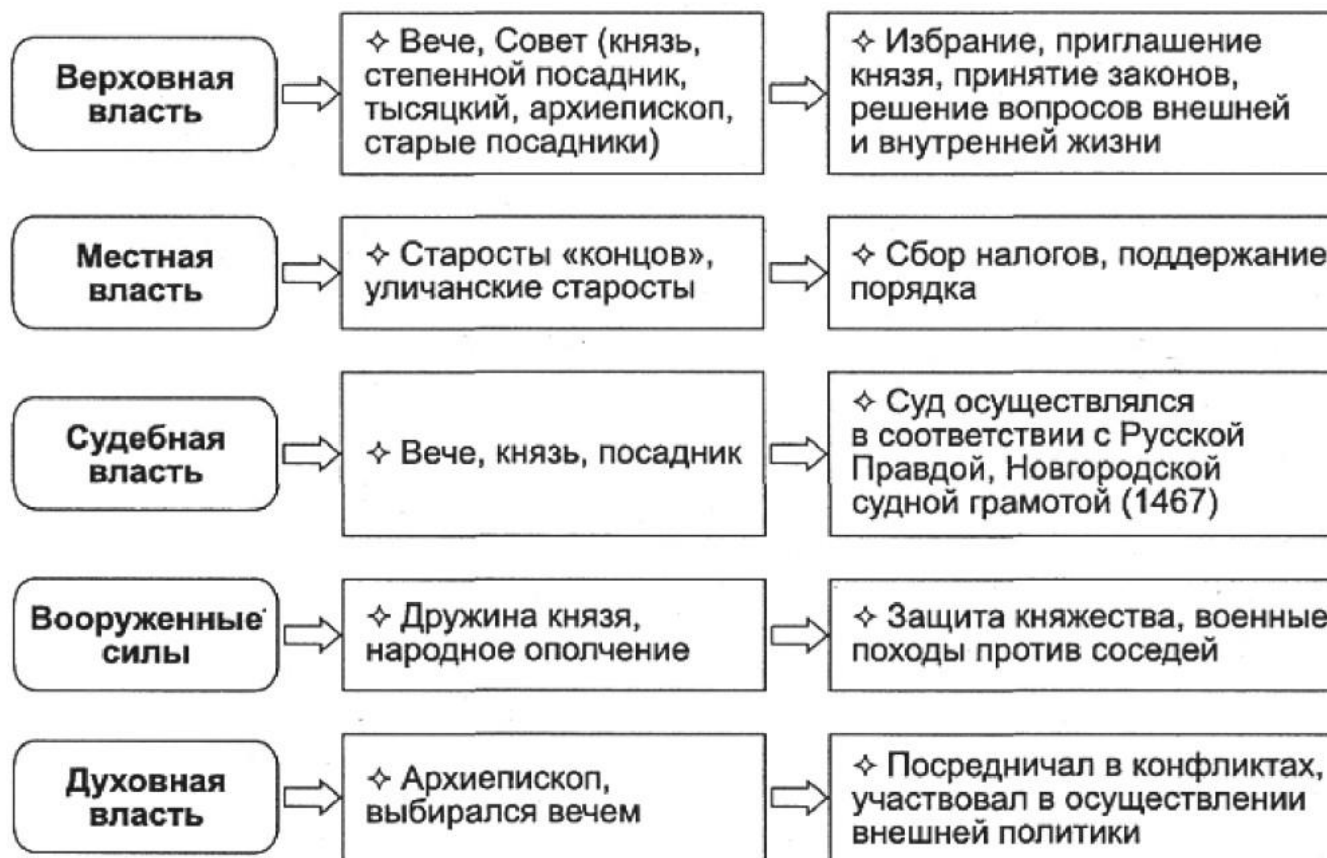 Верховная
власть
✧ Вече, Совет (князь,
степенной посадник,
тысяцкий, архиепископ,
старые посадники)
✧ Избрание, приглашение
князя, принятие законов,
решение вопросов внешней
и внутренней жизни
Местная
власть
✧ Старосты «концов»,
уличанские старосты
✧ Сбор налогов, поддержание
порядка
Судебная
власть
✧ Вече, князь, посадник
✧ Суд осуществлялся
в соответствии с Русской
Правдой, Новгородской
судной грамотой (1467)
Вооруженные
силы
✧ Дружина князя,
народное ополчение
✧ Защита княжества, военные
походы против соседей
Духовная
власть
✧ Архиепископ,
выбирался вечем
✧ Посредничал в конфликтах,
участвовал в осуществлении
внешней политики